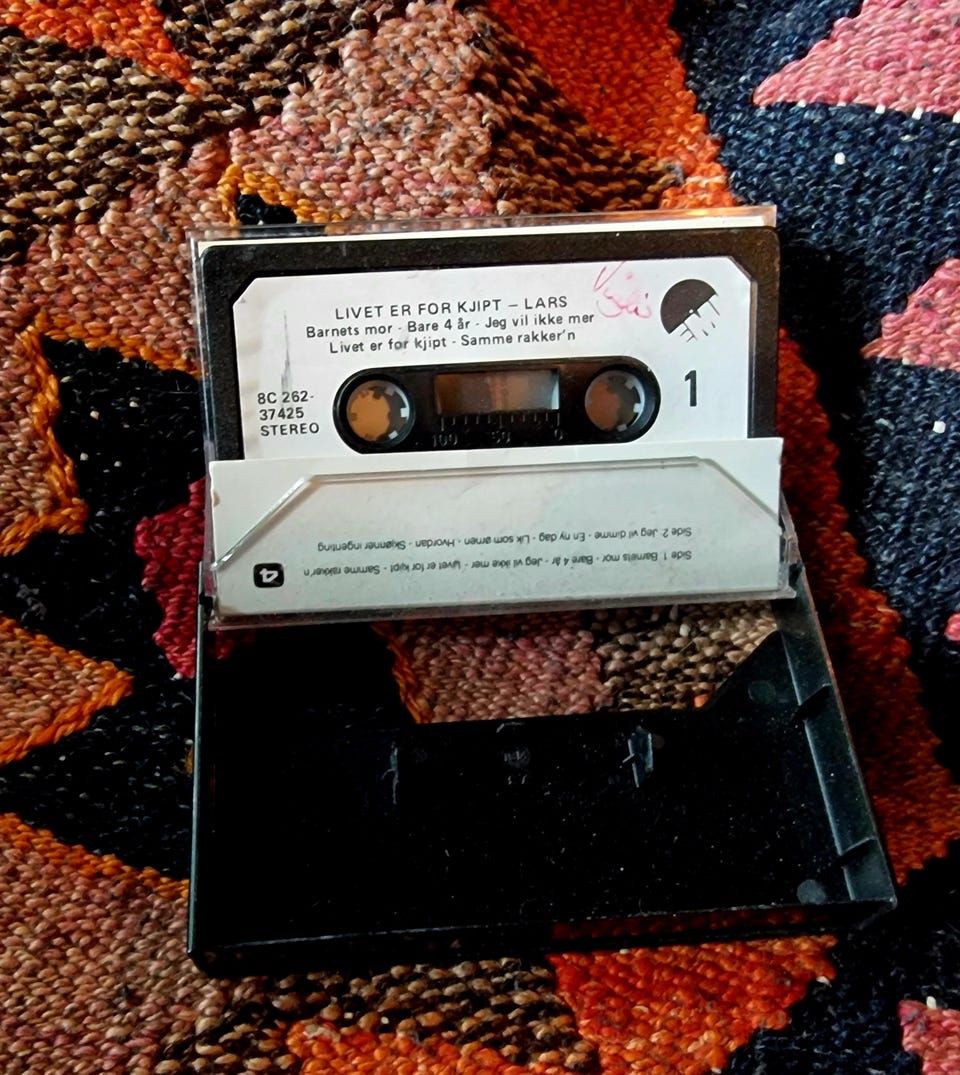 LIVET ER FOR KJIPT – LARS
Barnets mor - Bare 4 år - Jeg vil ikke mer
Livet er for kjipt - Samme rakker'n
8C 262-
37425
STEREO
1
100 50 0
Side 1 Barnets mor - Bare 4 år - Jeg vil ikke mer - Livet er for kjipt - Samme rakker'n
Side 2 Jeg vil dimme - En ny dag - Lik som ørnen - Hvordan - Skjønner ingenting
4